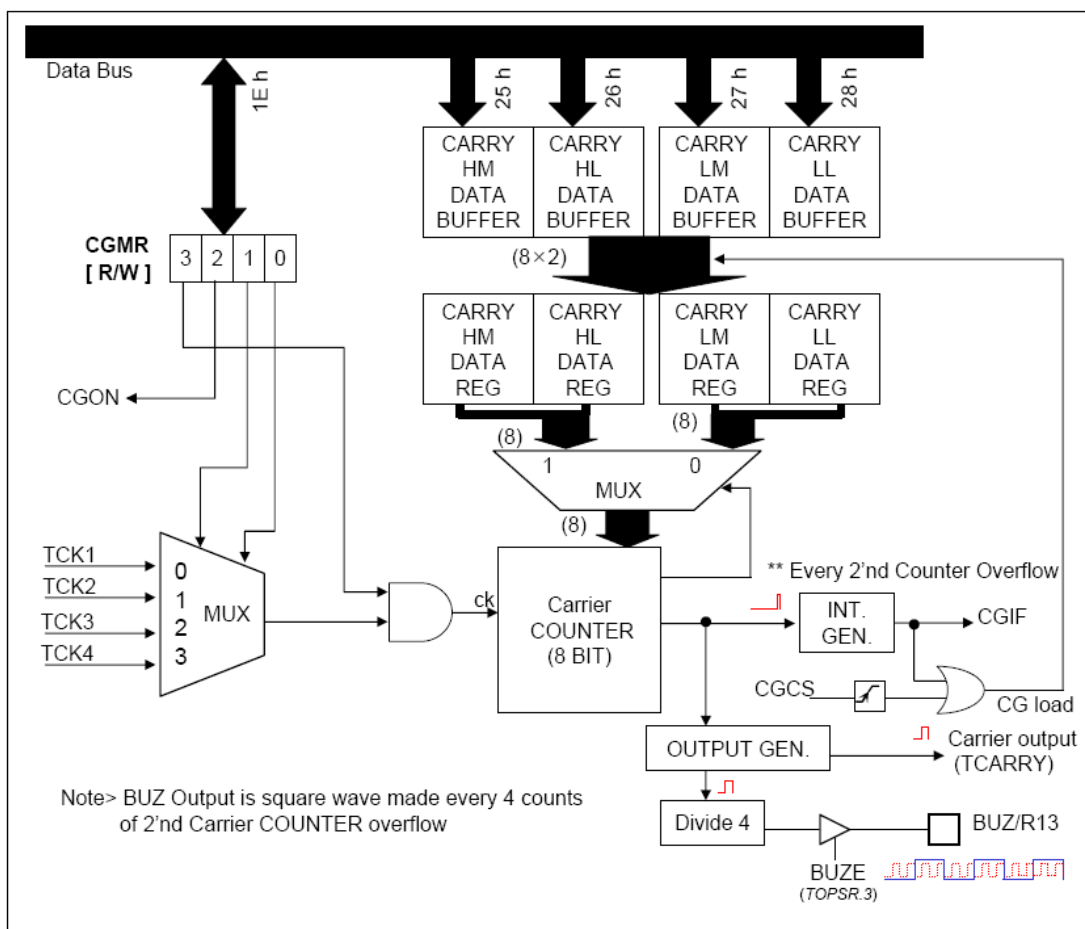 Data Bus
1E h
25 h
26 h
27 h
28 h
CARRY HM DATA BUFFER
CARRY HL DATA BUFFER
CARRY LM DATA BUFFER
CARRY LL DATA BUFFER
CGMR
[ R/W ]
3 2 1 0
(8×2)
CARRY HM DATA REG
CARRY HL DATA REG
CARRY LM DATA REG
CARRY LL DATA REG
CGON
(8)
(8)
1 0
MUX
(8)
TCK1
TCK2
TCK3
TCK4
0
1
2
3
MUX
ck
Carrier
COUNTER
(8 BIT)
** Every 2'nd Counter Overflow
INT.
GEN.
CGIF
CGCS
CG load
OUTPUT GEN.
Carrier output
(TCARRY)
Note> BUZ Output is square wave made every 4 counts
of 2'nd Carrier COUNTER overflow
Divide 4
BUZ/R13
BUZE
(TOPSR.3)